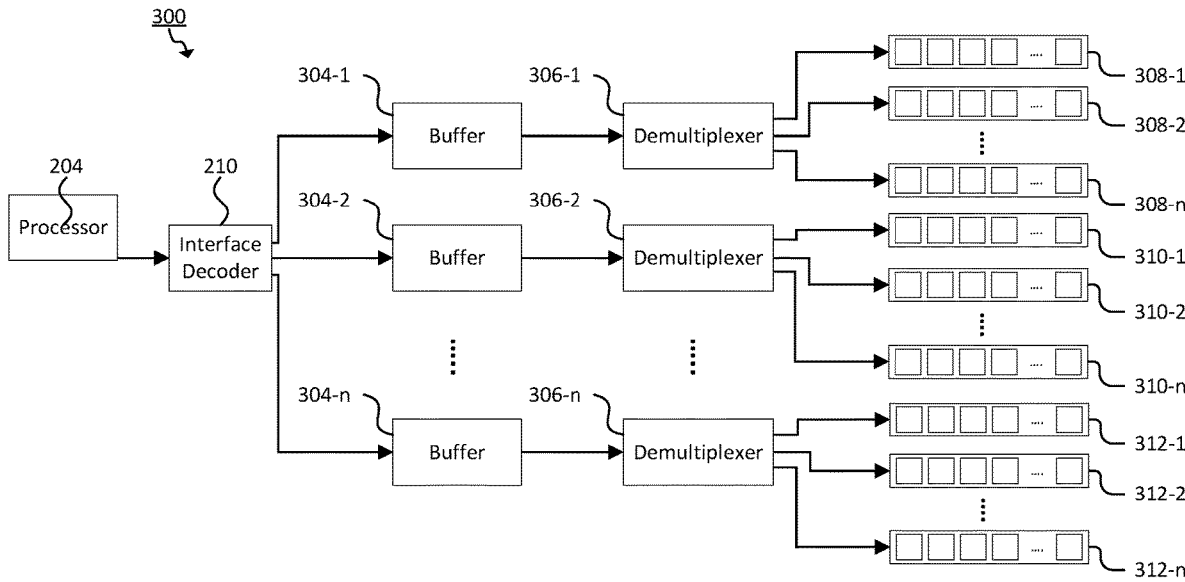 300
304-1
306-1
308-1
Buffer
Demultiplexer
308-2
204
210
308-n
Processor
304-2
306-2
310-1
Interface
Decoder
Buffer
Demultiplexer
310-2
304-n
306-n
310-n
Buffer
Demultiplexer
312-1
312-2
312-n